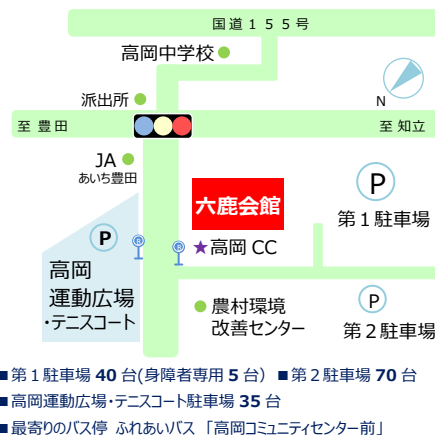 国道１５５号
高岡中学校
派出所
N
至 豊田
至 知立
JA
あいち豊田
六鹿会館
P
第１駐車場
P
★高岡 CC
高岡
運動広場
・テニスコート
農村環境
改善センター
P
第２駐車場
■第１駐車場 40 台(身障者専用 5 台) ■第２駐車場 70 台
■高岡運動広場・テニスコート駐車場 35 台
■最寄りのバス停 ふれあいバス 「高岡コミュニティセンター前」